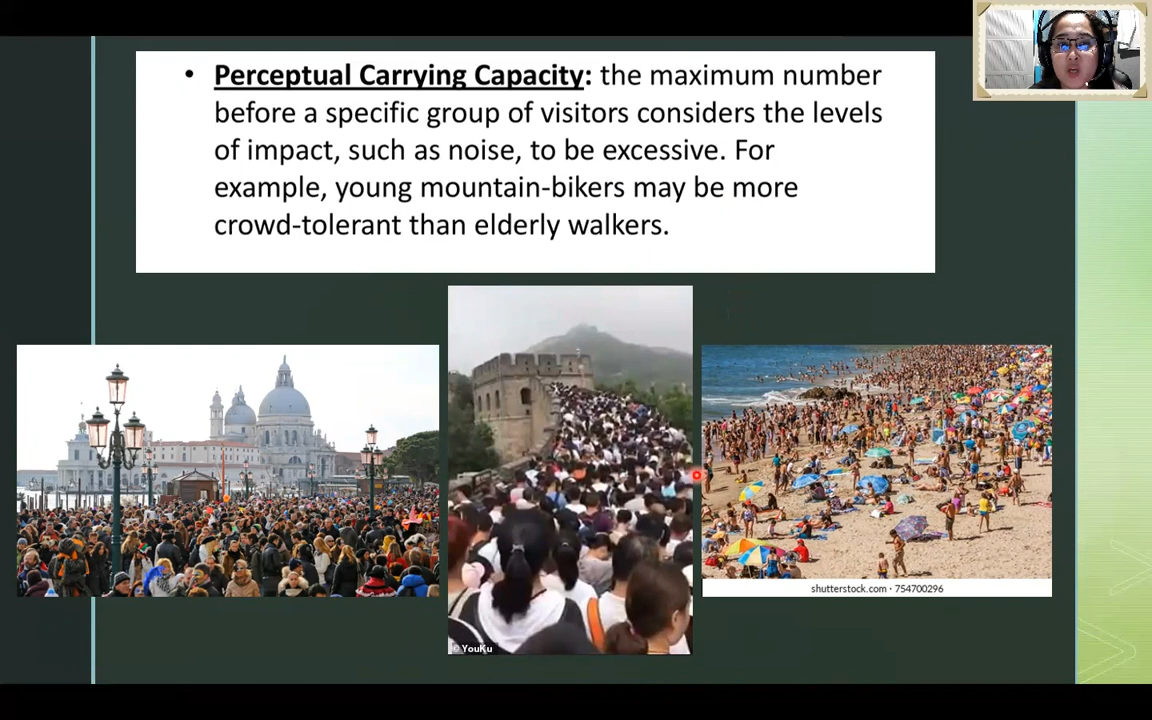 • Perceptual Carrying Capacity: the maximum number
before a specific group of visitors considers the levels
of impact, such as noise, to be excessive. For
example, young mountain-bikers may be more
crowd-tolerant than elderly walkers.
© YouKu
shutterstock.com · 754700296